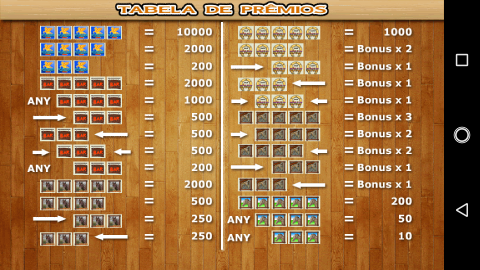 TABELA DE PRÊMIOS
= 10000
= 2000
= 200
= 2000
ANY = 1000
= 500
= 500
= 500
ANY = 200
= 2000
= 500
= 250
= 250
= 1000
= Bonus x 2
= Bonus x 1
= Bonus x 1
= Bonus x 1
= Bonus x 3
= Bonus x 2
= Bonus x 1
= Bonus x 1
= Bonus x 1
= 200
ANY = 50
ANY = 10